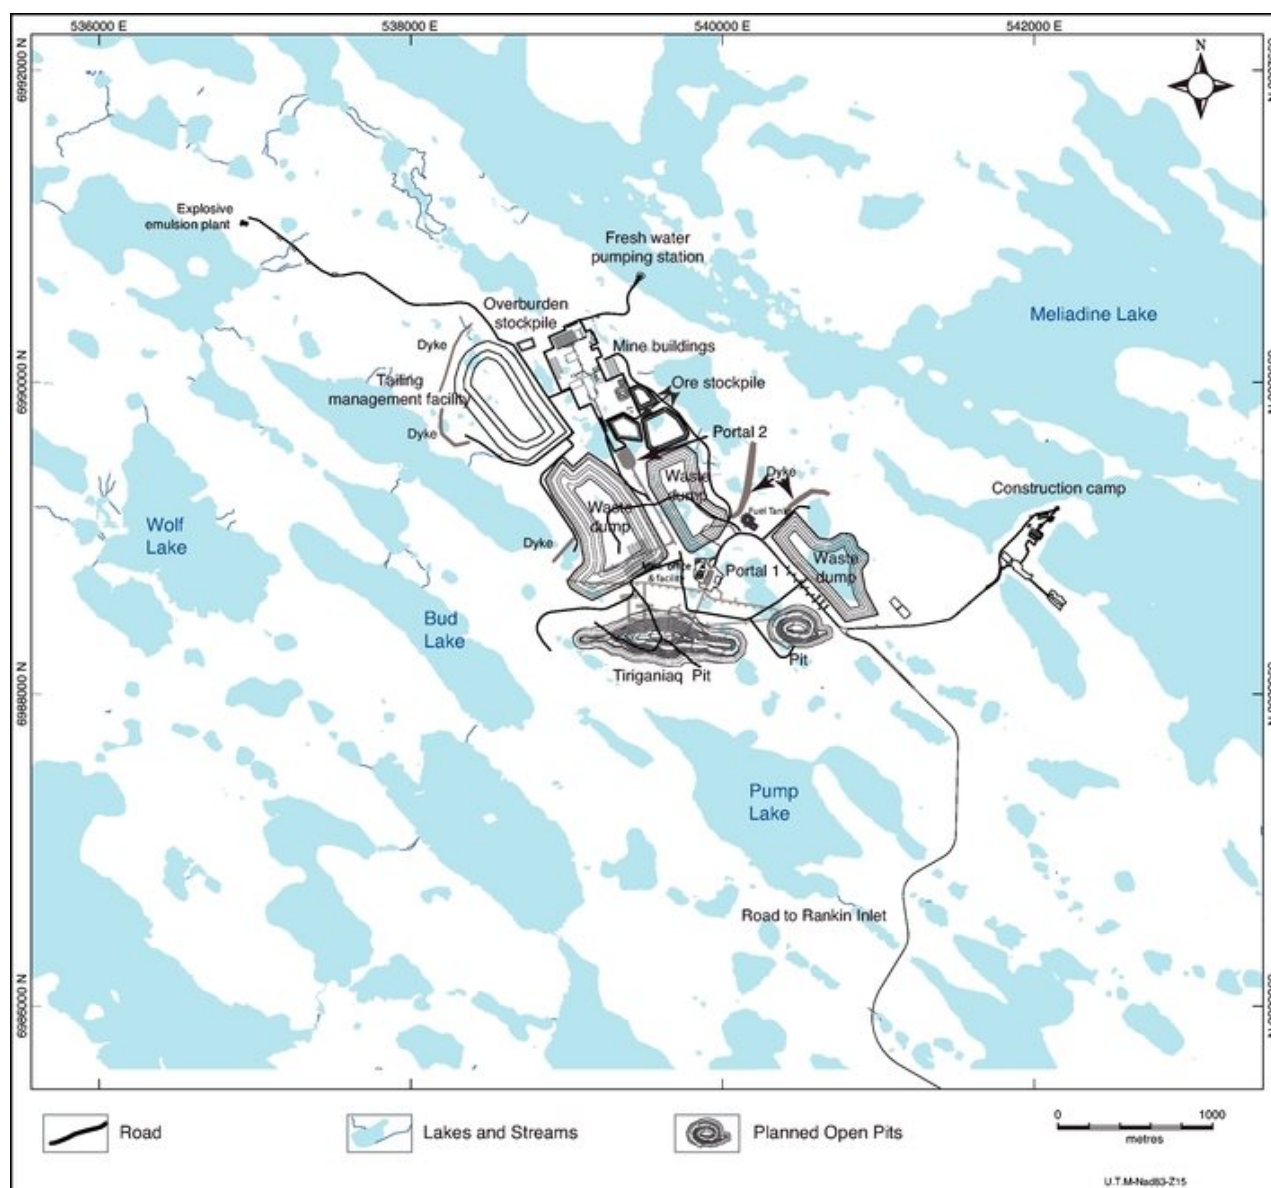 536000 E
538000 E
540000 E
542000 E
6992000 N
6990000 N
6988000 N
6986000 N
N
Explosive
emulsion plant
Fresh water
pumping station
Overburden
stockpile
Meliadine Lake
Dyke
Mine buildings
Tailing
management facility
Ore stockpile
Dyke
Portal 2
Waste
dump
Dyke
Construction camp
Fuel Tank
Wolf
Lake
Waste
dump
Dyke
& facility
Portal 1
Waste
dump
Bud
Lake
Pit
Tiriganiaq Pit
Pump
Lake
Road to Rankin Inlet
Road
Lakes and Streams
Planned Open Pits
0
1000
metres
U.T.M-Nad83-Z15